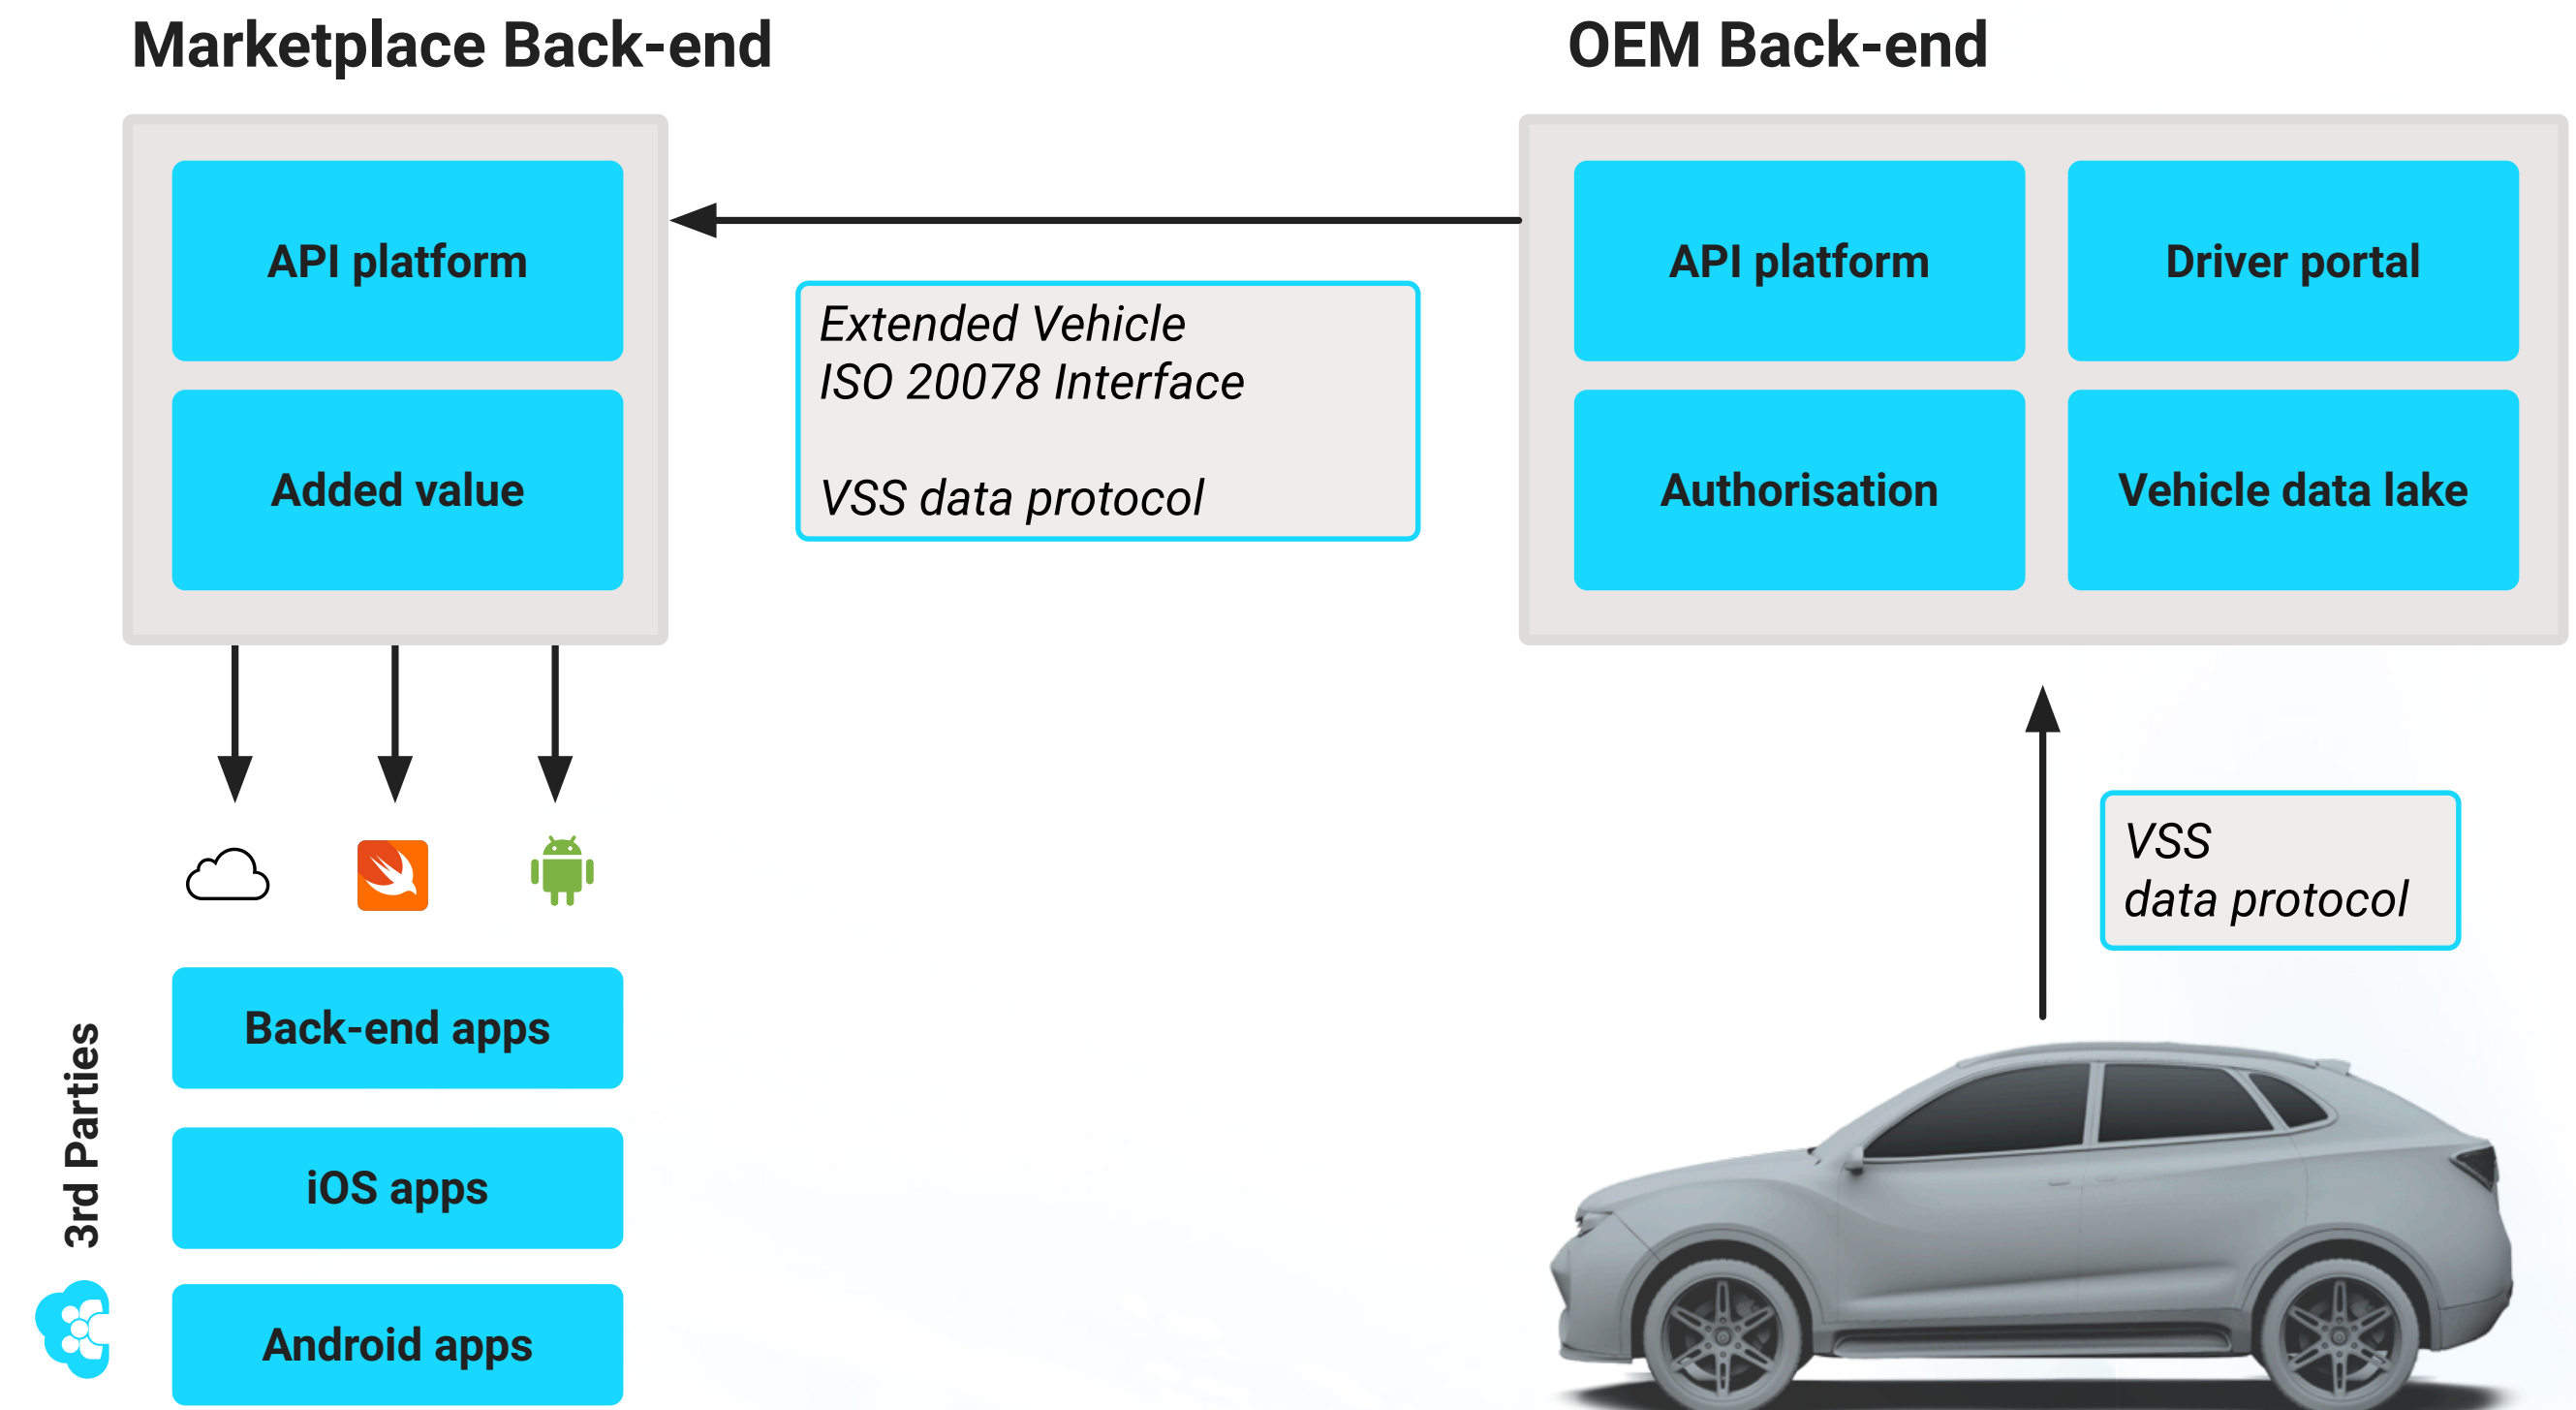 Marketplace Back-end
OEM Back-end
API platform
Added value
Extended Vehicle
ISO 20078 Interface
VSS data protocol
API platform
Driver portal
Authorisation
Vehicle data lake
VSS
data protocol
3rd Parties
Back-end apps
iOS apps
Android apps